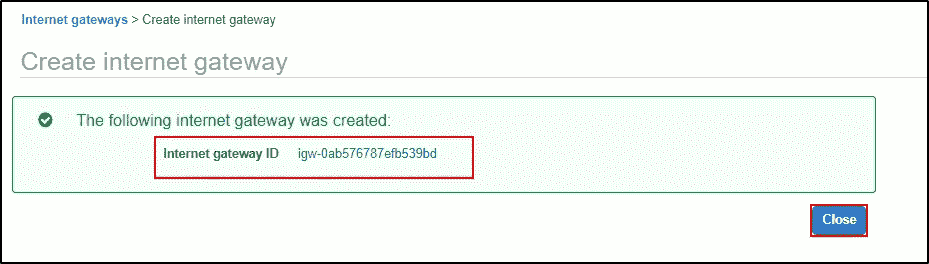 Internet gateways > Create internet gateway
Create internet gateway
The following internet gateway was created:
Internet gateway ID igw-0ab576787efb539bd
Close